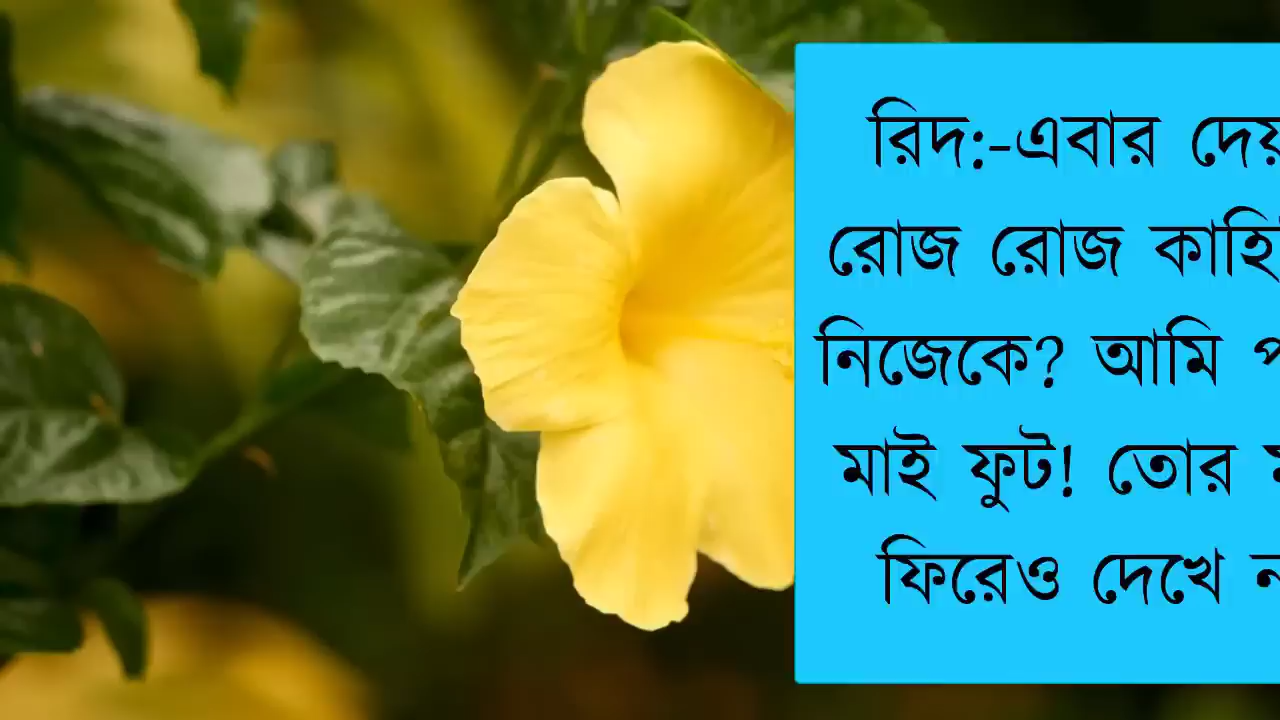 রিদ:-এবার
রোজ রোজ
নিজেকে? আমি
মাই ফুট! তোর
ফিরেও দেখে